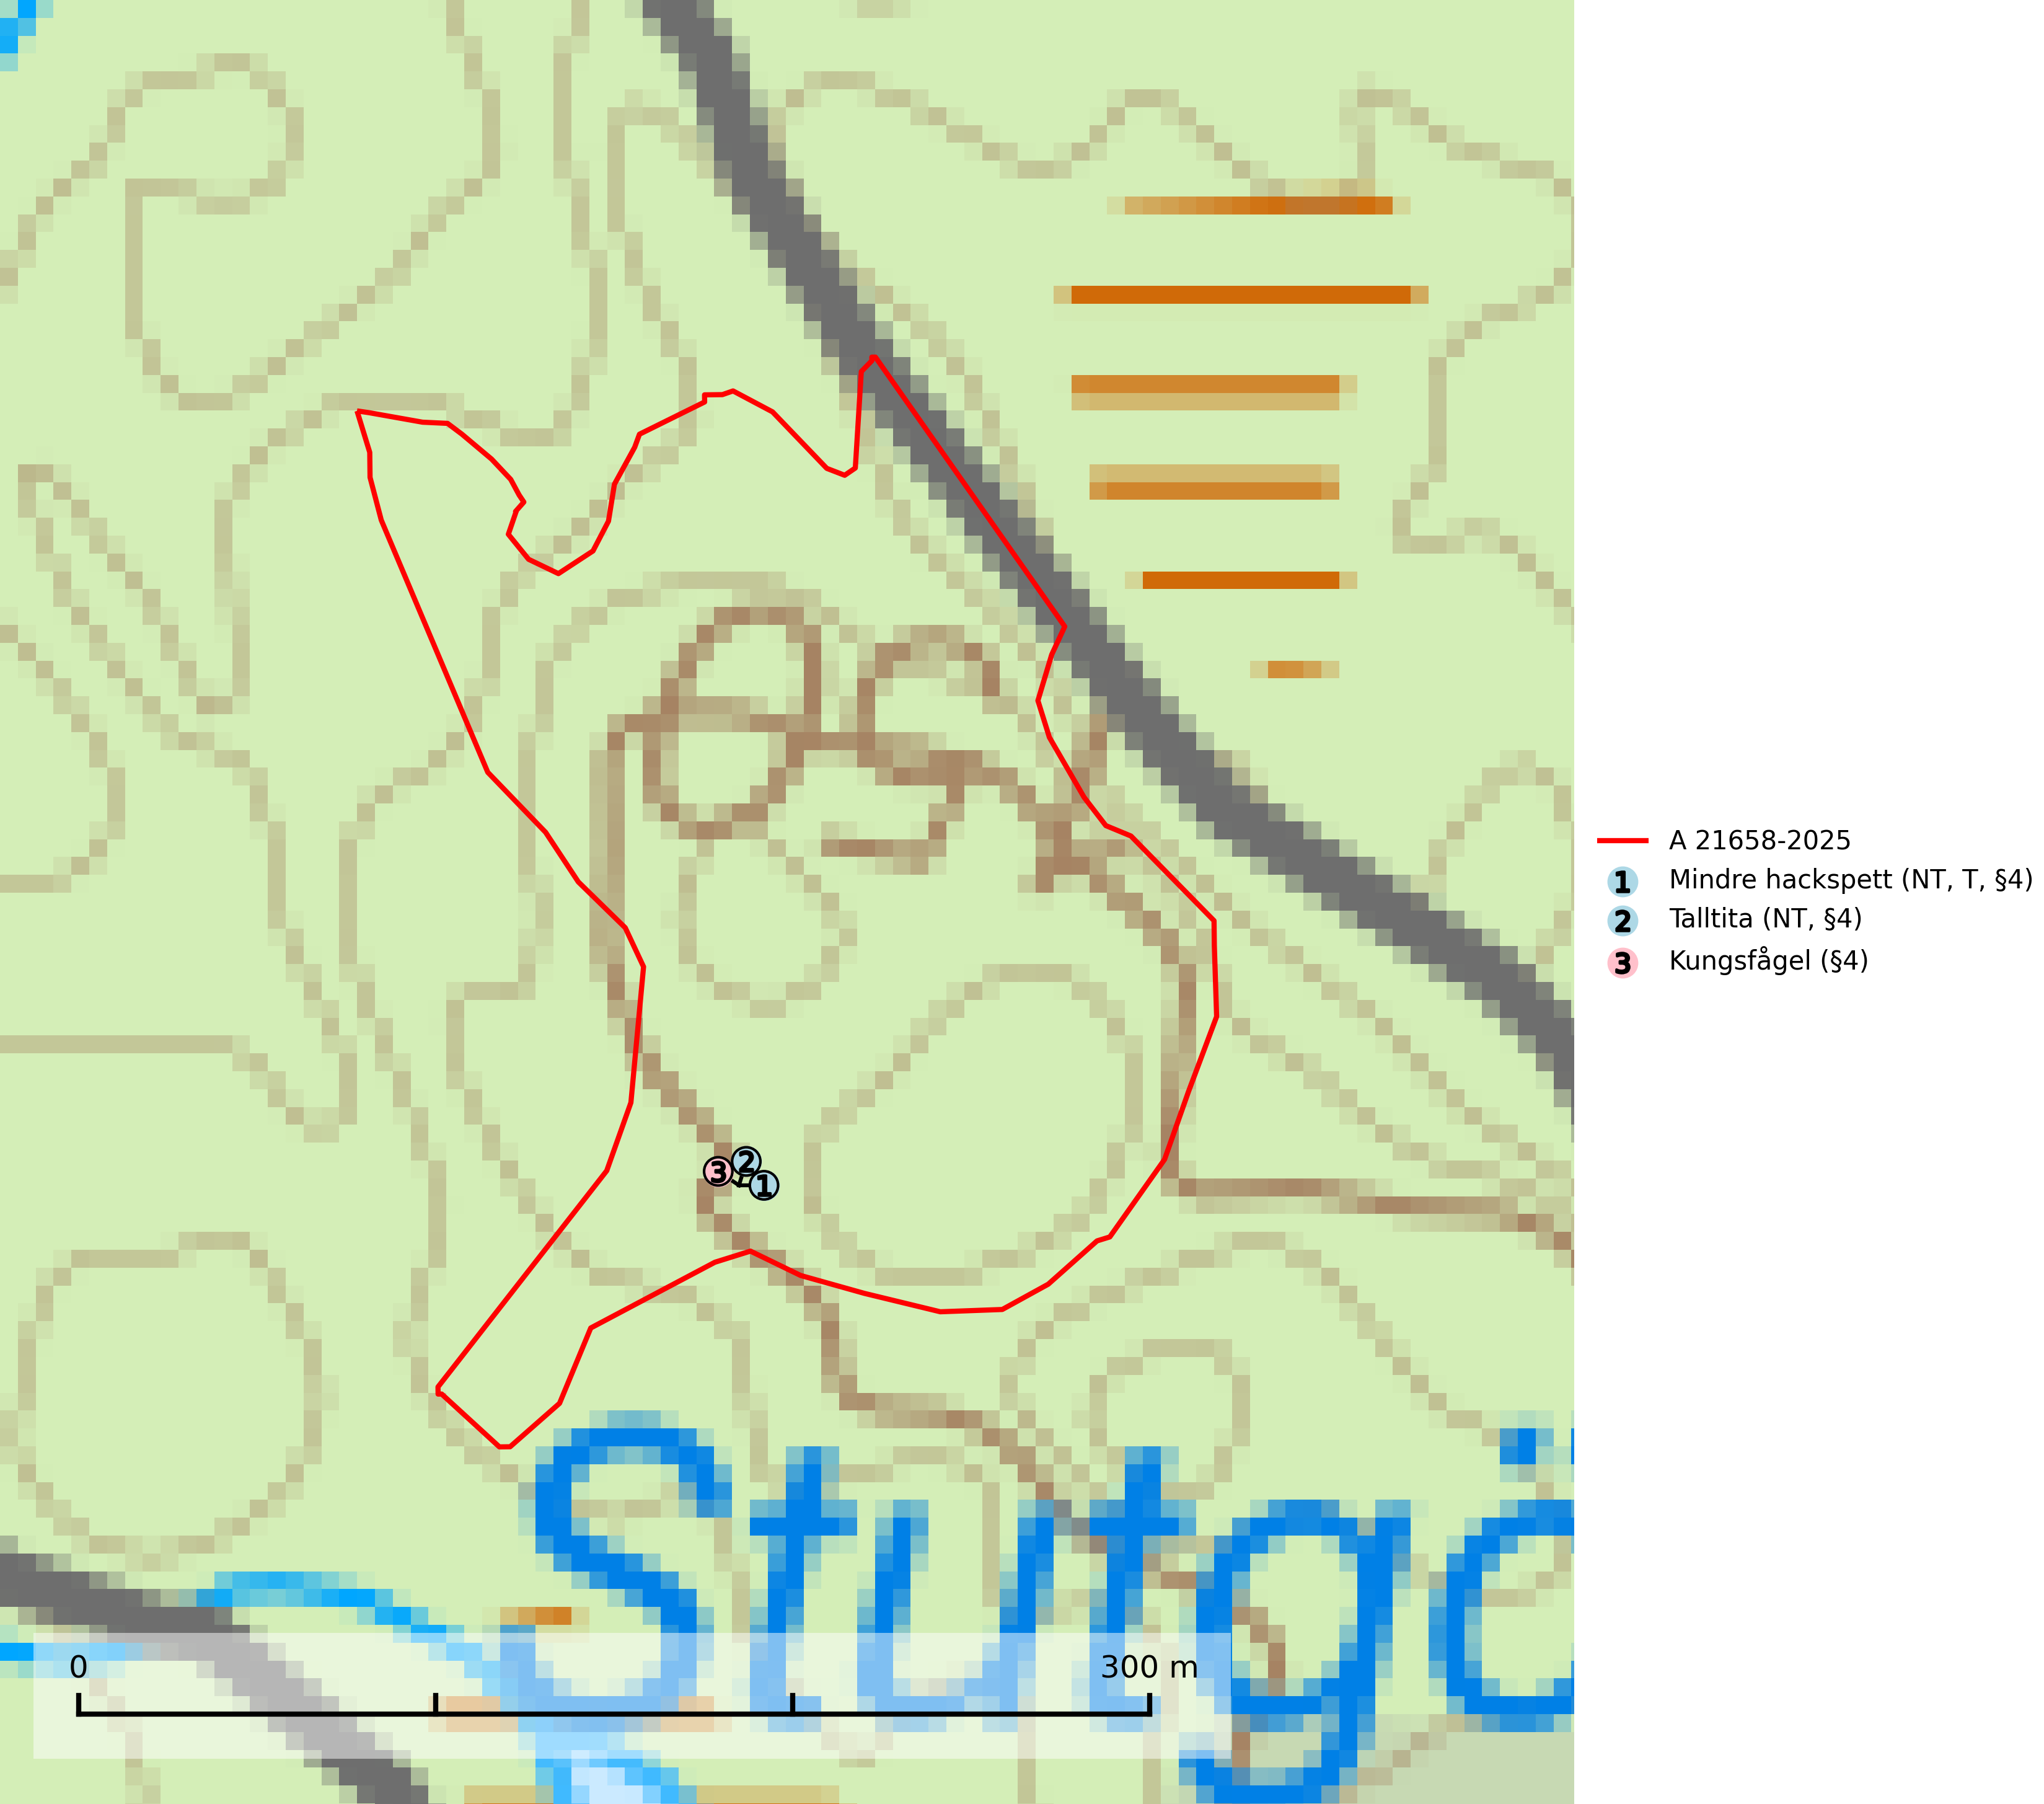 A 21658-2025
1 Mindre hackspett (NT, T, §4)
2 Talltita (NT, §4)
3 Kungsfågel (§4)
3 2 1
0 300 m